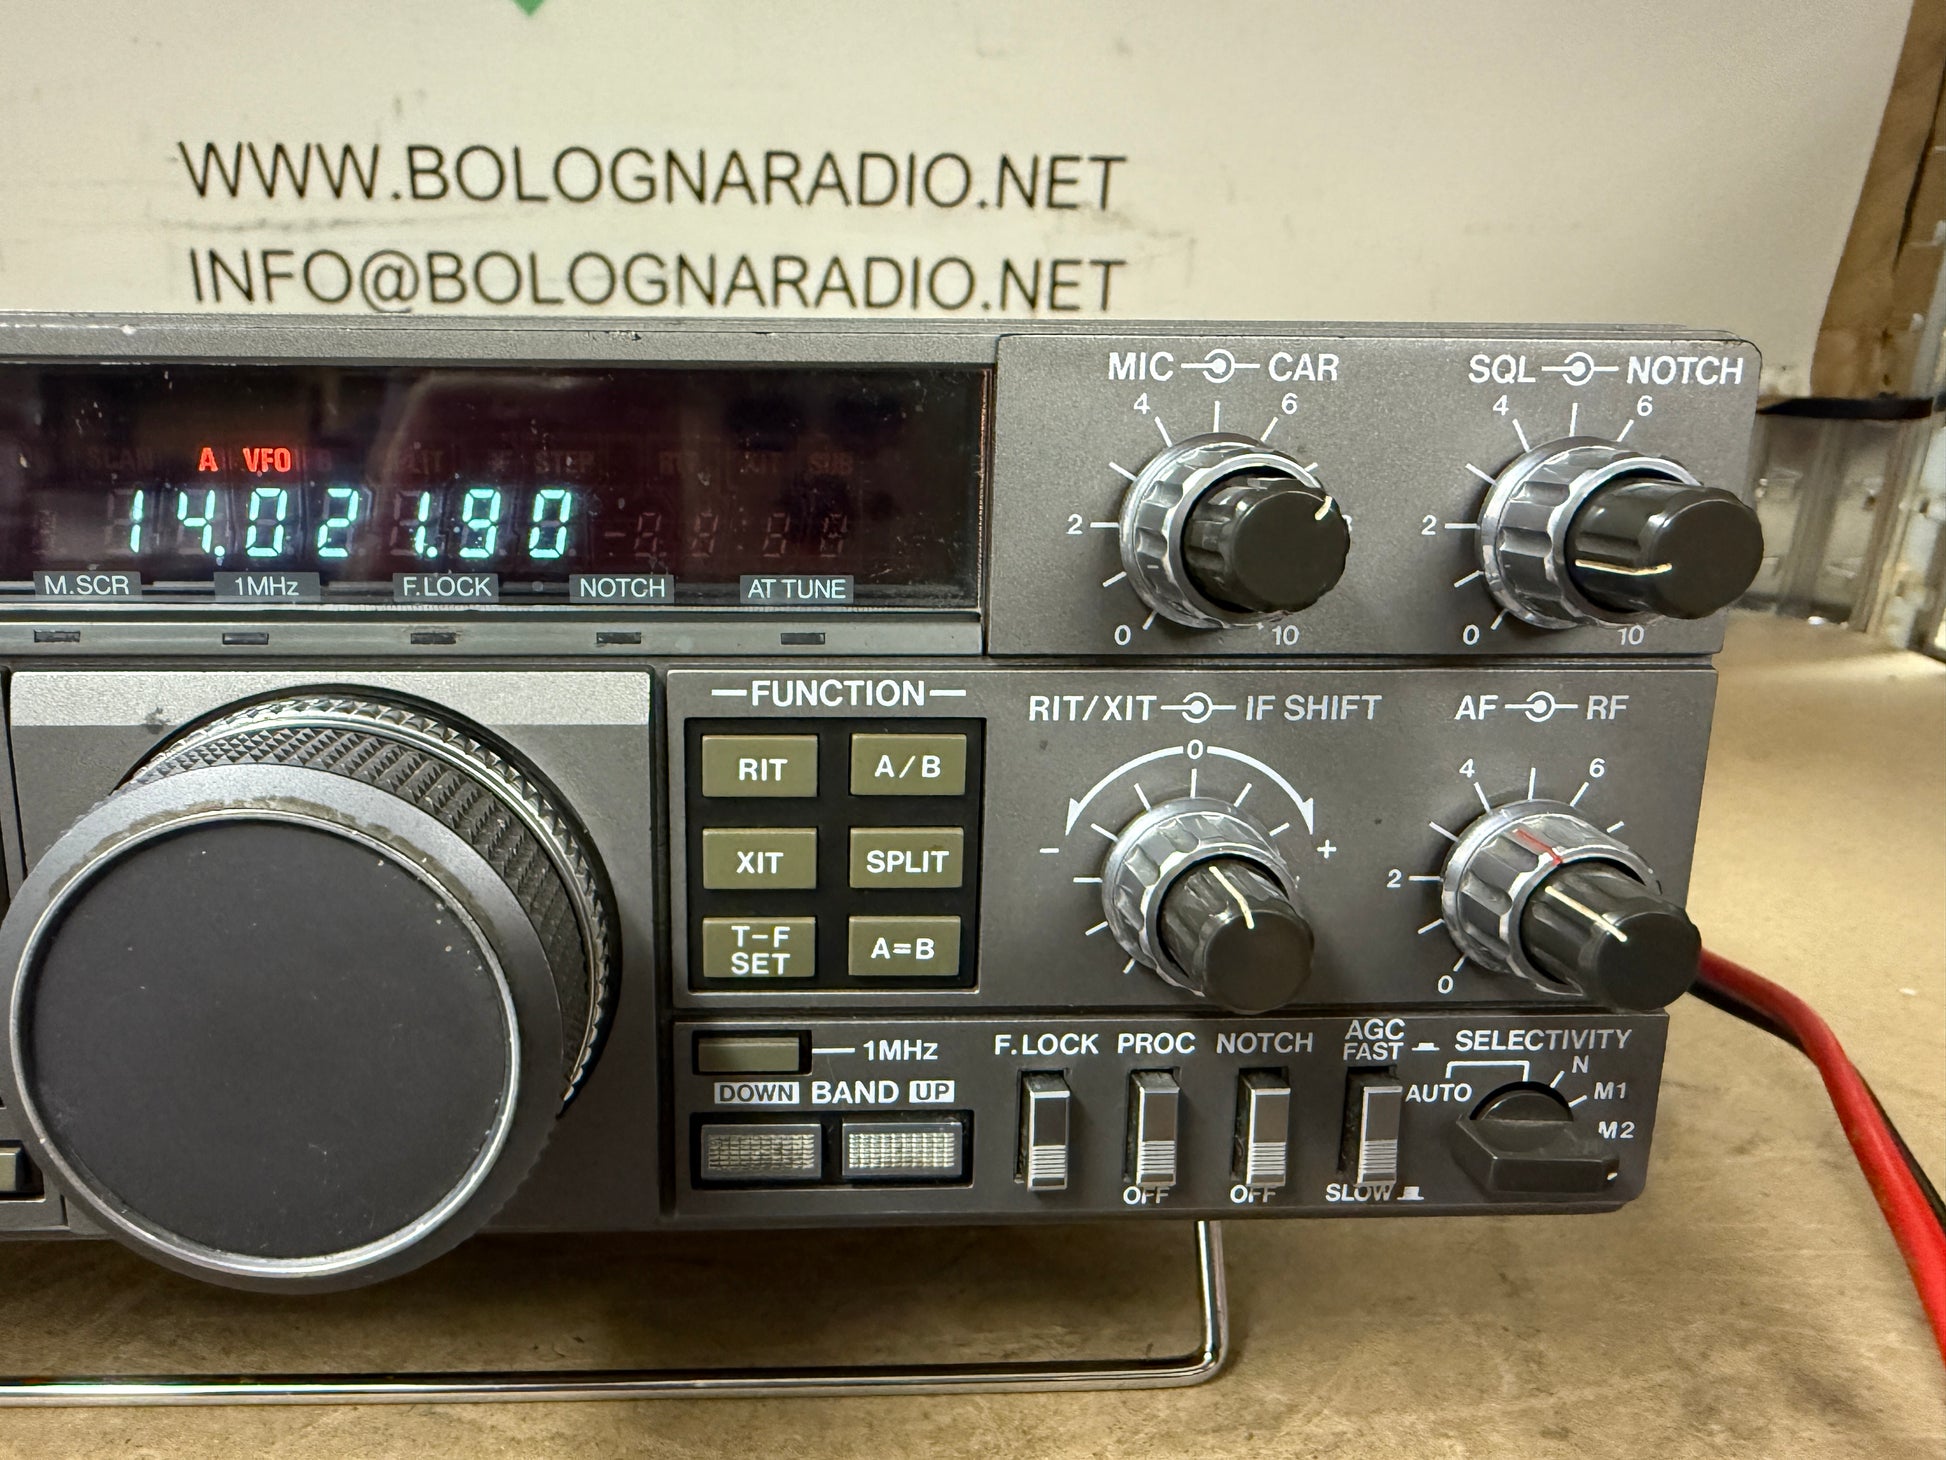 WWW.BOLOGNARADIO.NET
INFO@BOLOGNARADIO.NET
MIC CAR
4 6
2
0 10
SQL NOTCH
4 6
2
0 10
A VFO
14.021.90
M.SCR 1MHz F.LOCK NOTCH AT TUNE
FUNCTION
RIT A/B
XIT SPLIT
T-F
SET
A=B
RIT/XIT IF SHIFT
0
- +
AF RF
4 6
2
0
1MHz
DOWN BAND UP
F.LOCK PROC NOTCH AGC
FAST
OFF OFF SLOW
SELECTIVITY
AUTO N
M1
M2